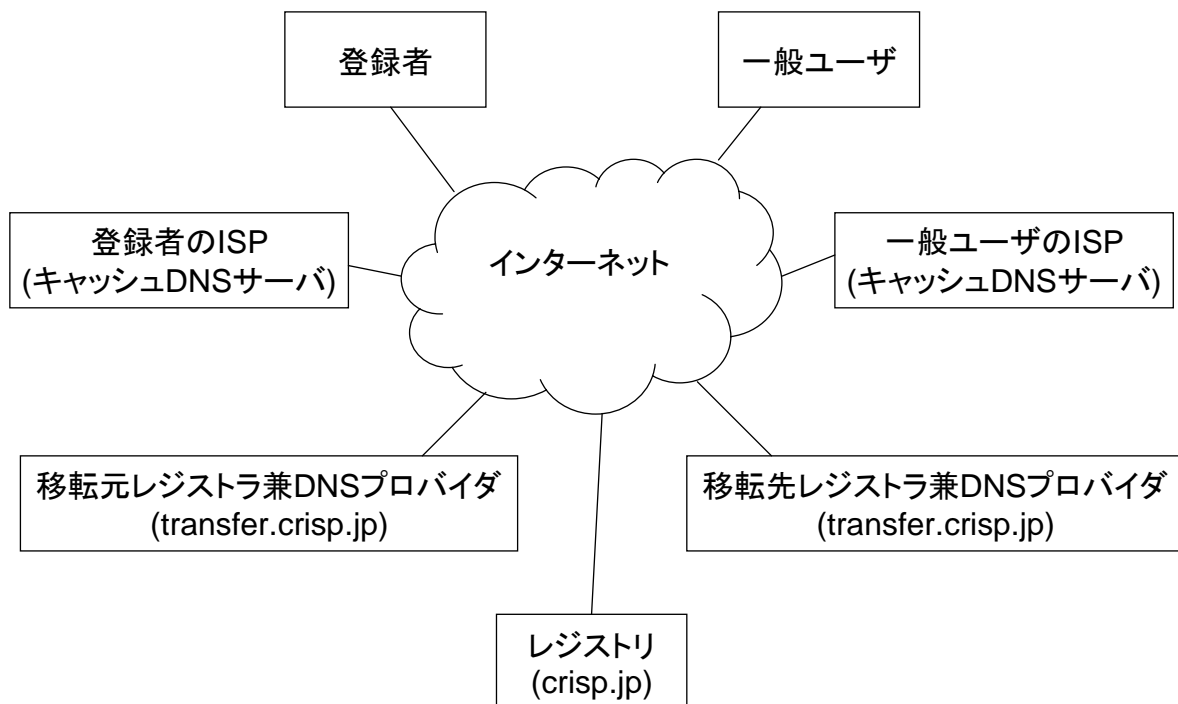 登録者
一般ユーザ
登録者のISP
(キャッシュDNSサーバ)
インターネット
一般ユーザのISP
(キャッシュDNSサーバ)
移転元レジストラ兼DNSプロバイダ
(transfer.crisp.jp)
移転先レジストラ兼DNSプロバイダ
(transfer.crisp.jp)
レジストリ
(crisp.jp)